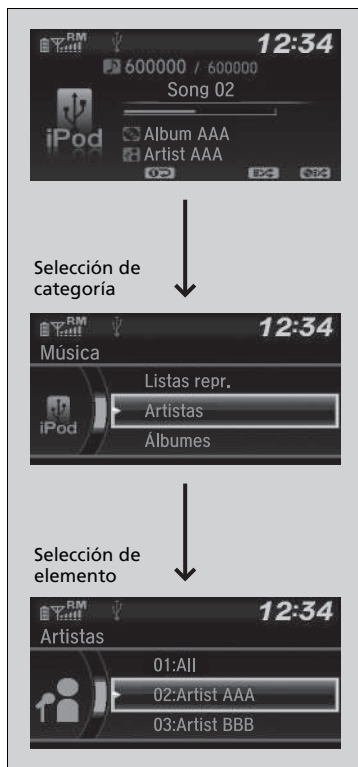 RM 12:34
600000 / 600000
Song 02
iPod
Album AAA
Artist AAA
Selección de
categoría
RM 12:34
Música
Listas repr.
iPod
Artistas
Álbumes
Selección de
elemento
RM 12:34
Artistas
01:All
02:Artist AAA
03:Artist BBB